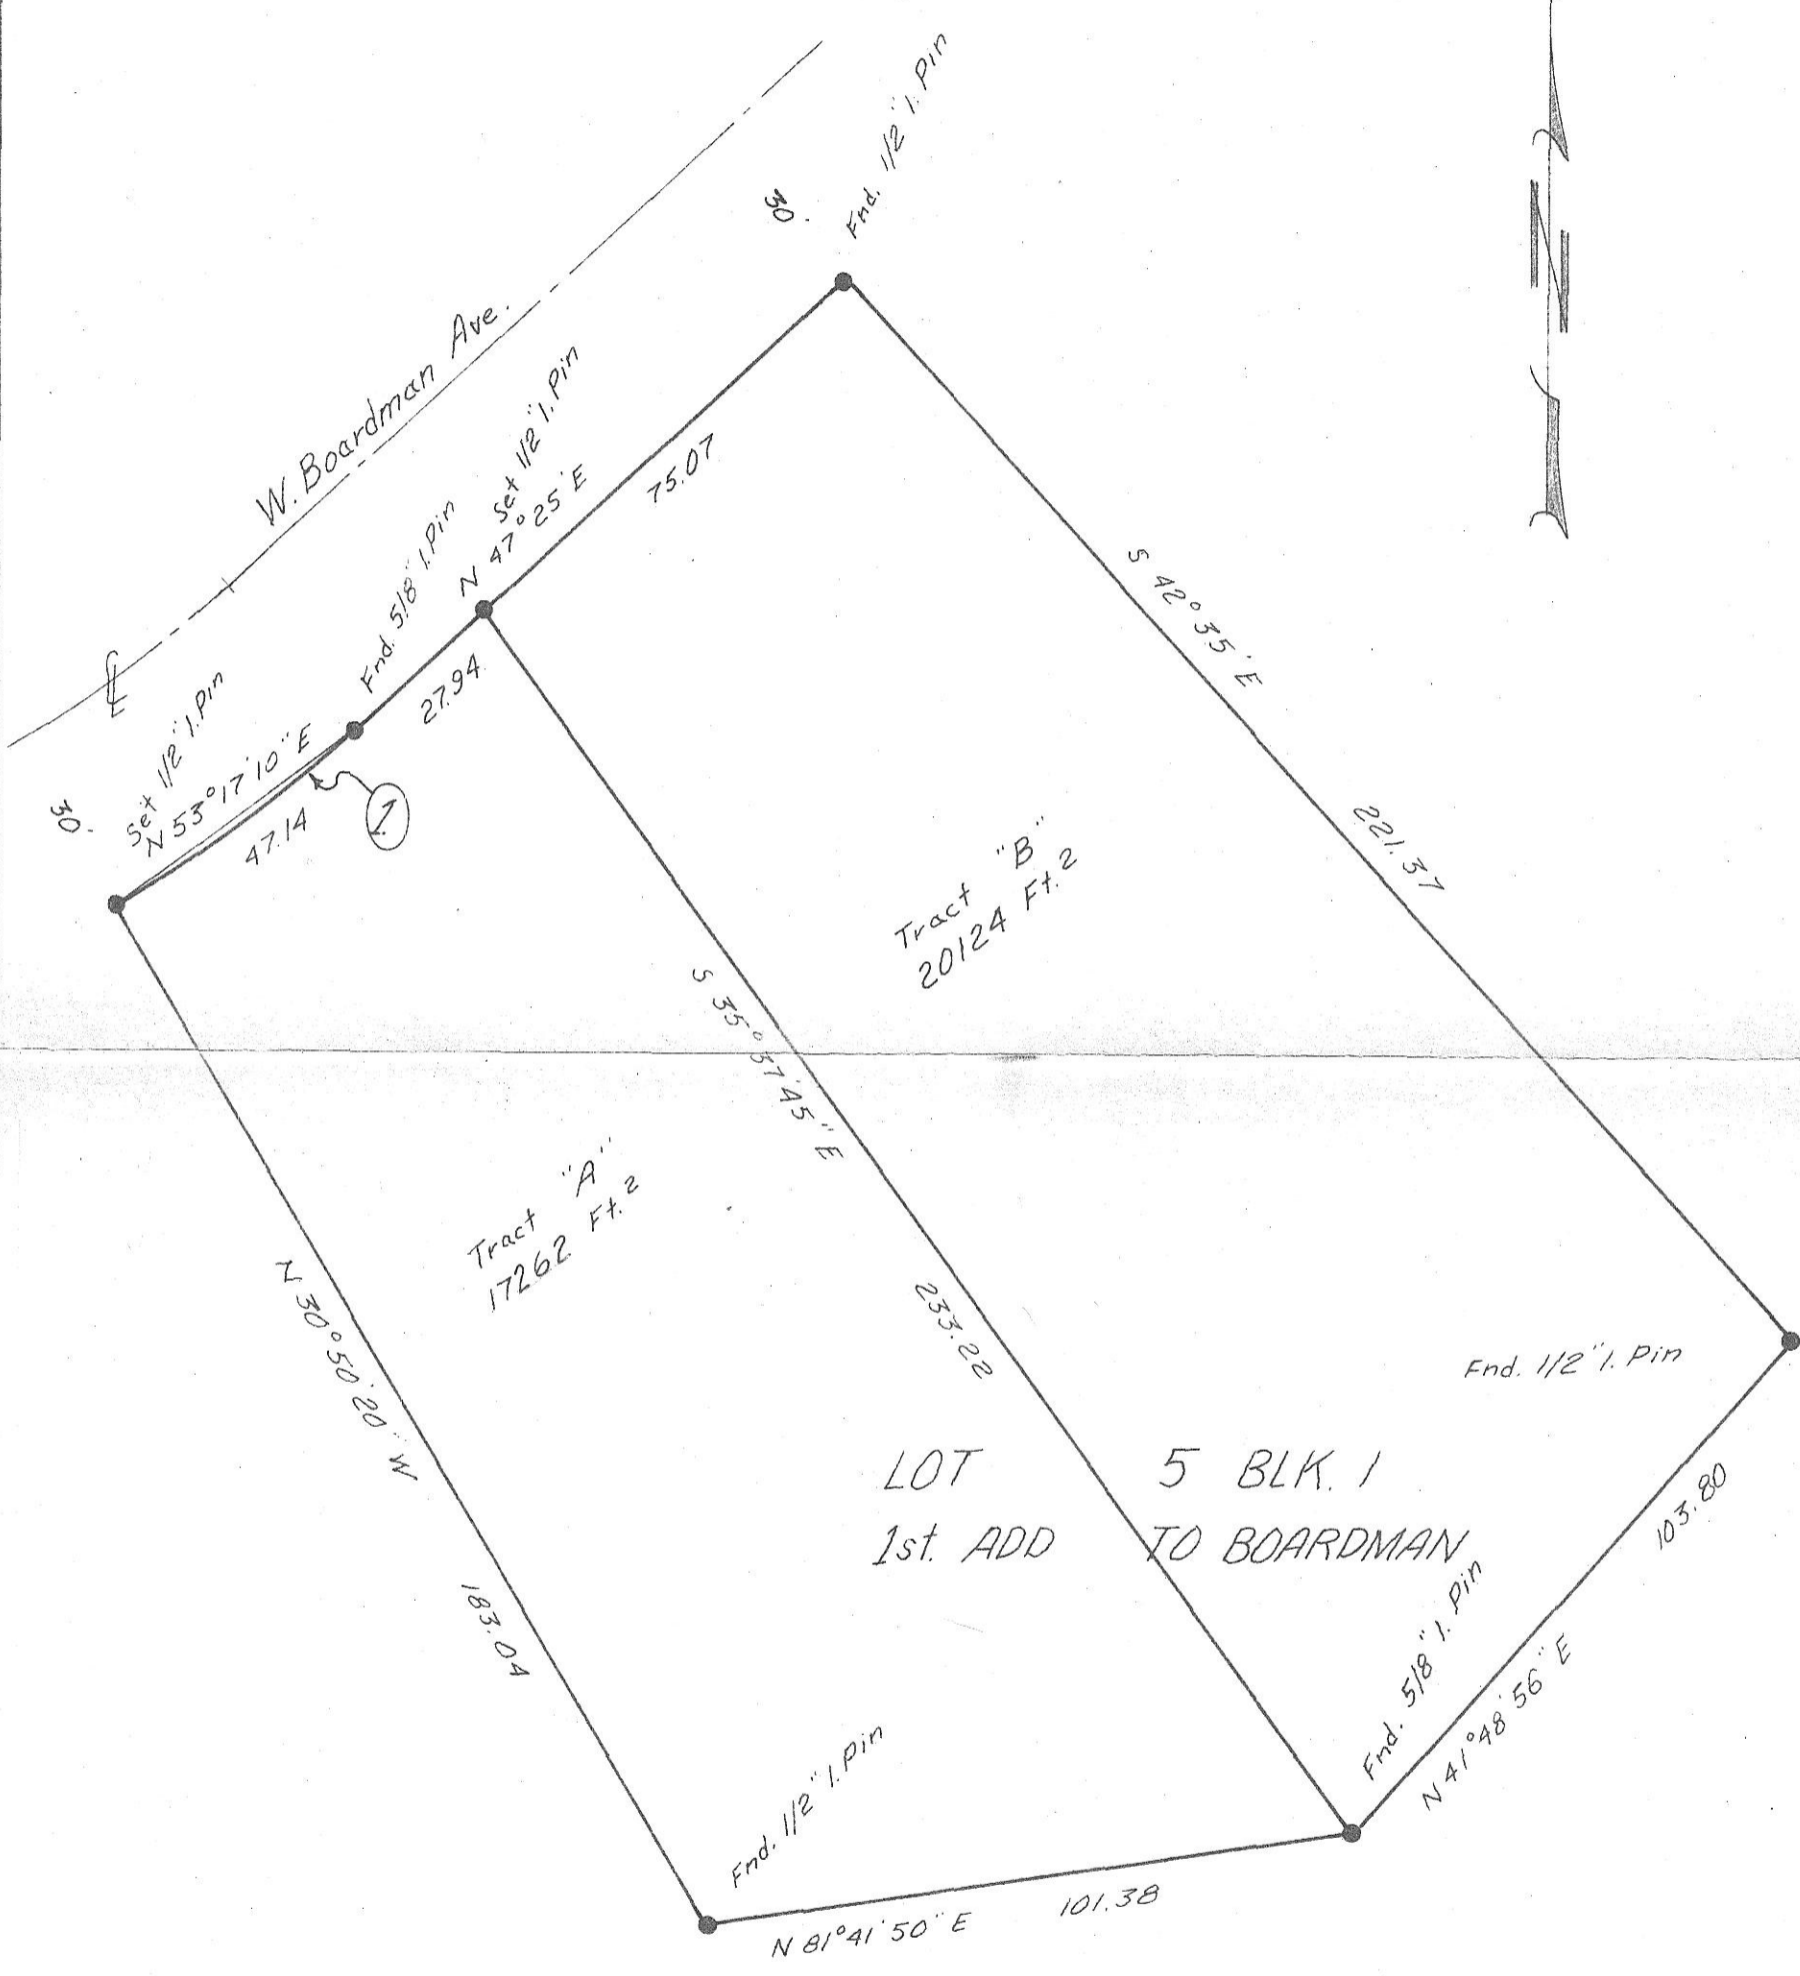 Fnd. 1/2" I. Pin
30.
W. Boardman Ave.
Set 1/2" I. Pin
N 47°25' E
75.07
Fnd. 5/8" I. Pin
27.94
Set 1/2" I. Pin
N 53°17'10" E
47.14
30.
1.
N
S 42°35' E
221.37
Tract "B"
20124 Ft. 2
S 35°37'45" E
233.22
Tract "A"
17262 Ft. 2
N 30°50'20" W
183.04
Fnd. 1/2" I. Pin
LOT 5 BLK. 1
1st. ADD TO BOARDMAN
103.80
N 41°48'56" E
Fnd. 5/8" I. Pin
Fnd. 1/2" I. Pin
101.38
N 81°41'50" E